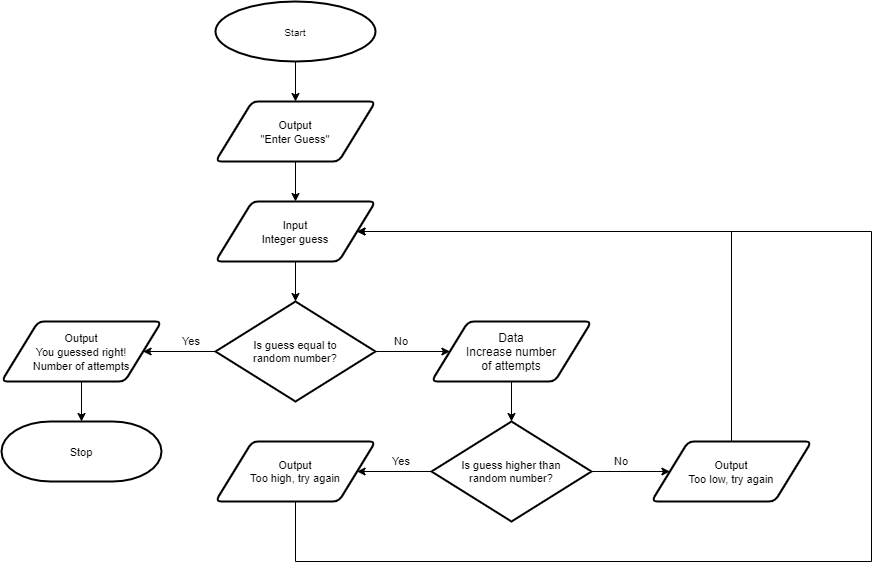 Start
Output
"Enter Guess"
Input
Integer guess
Is guess equal to
random number?
Yes
No
Output
You guessed right!
Number of attempts
Stop
Data
Increase number
of attempts
Is guess higher than
random number?
Yes
No
Output
Too high, try again
Output
Too low, try again